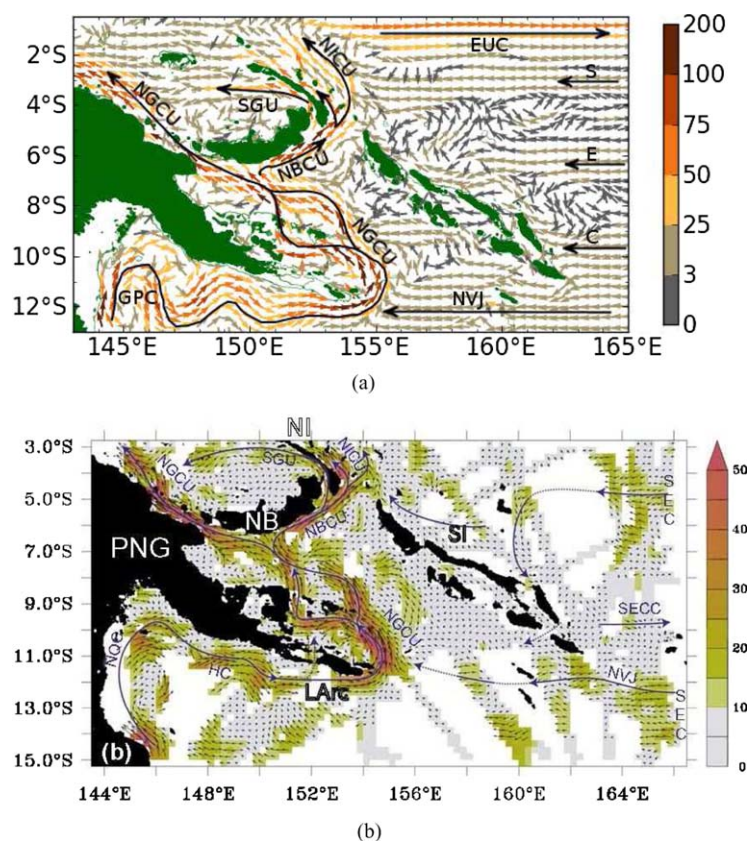 2°S
4°S
6°S
8°S
10°S
12°S
145°E 150°E 155°E 160°E 165°E
NICU
EUC
NGCU
SGU
S
NBCU
E
NGCU
C
GPC
NVJ
200
100
75
50
25
3
0
(a)
NI
3.0°S
5.0°S
7.0°S
9.0°S
11.0°S
13.0°S
15.0°S
NGCU
SGU
NICU
NB
NBCU
PNG
SI
S
E
C
SECC
NGCU
NQC
HC
LArc
NVJ
S
E
C
(b)
144°E 148°E 152°E 156°E 160°E 164°E
50
40
30
20
10
0
(b)